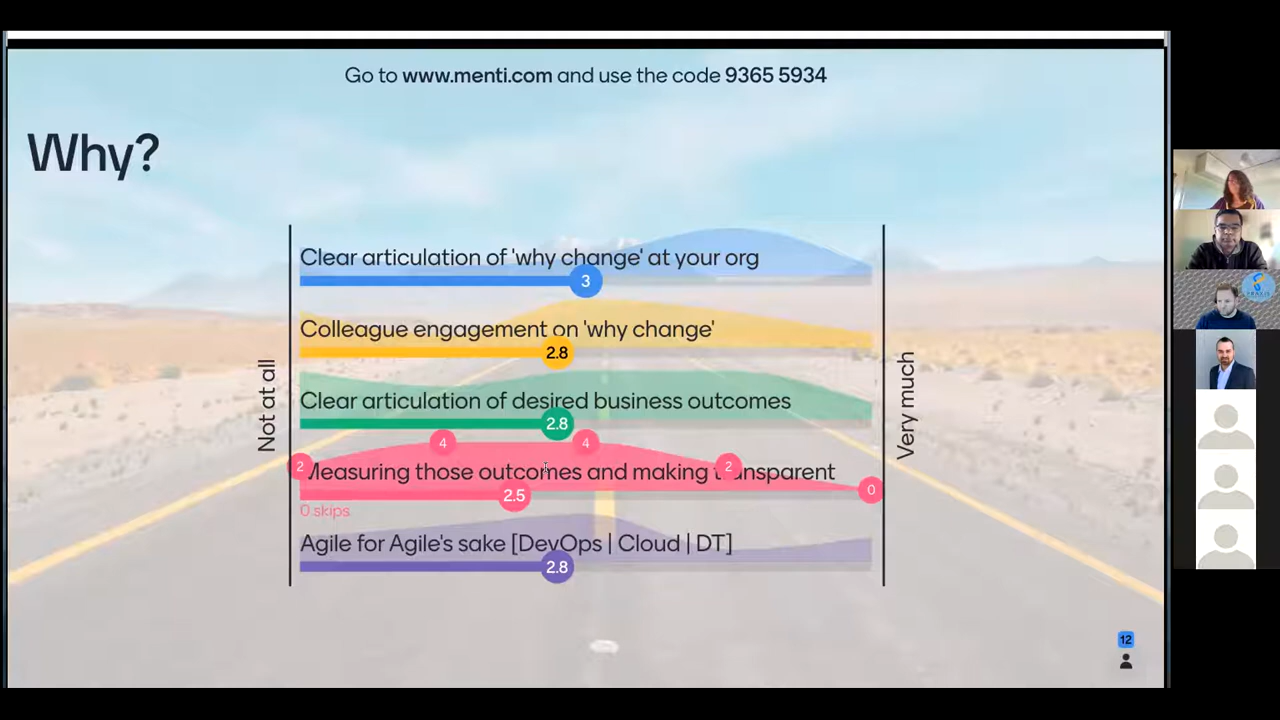 Go to www.menti.com and use the code 9365 5934
Why?
Not at all
Very much
Clear articulation of 'why change' at your org
3
Colleague engagement on 'why change'
2.8
Clear articulation of desired business outcomes
2.8
2 4 4 2 0
Measuring those outcomes and making transparent
2.5
0 skips
Agile for Agile's sake [DevOps | Cloud | DT]
2.8
12